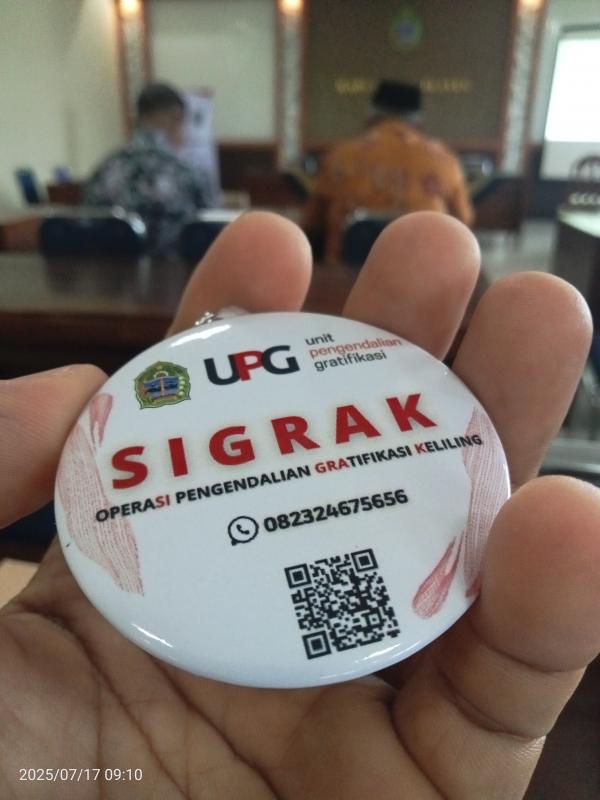 UPG
unit
pengendalian
gratifikasi
SIGRAK
OPERASI PENGENDALIAN GRATIFIKASI KELILING
082324675656
2025/07/17 09:10